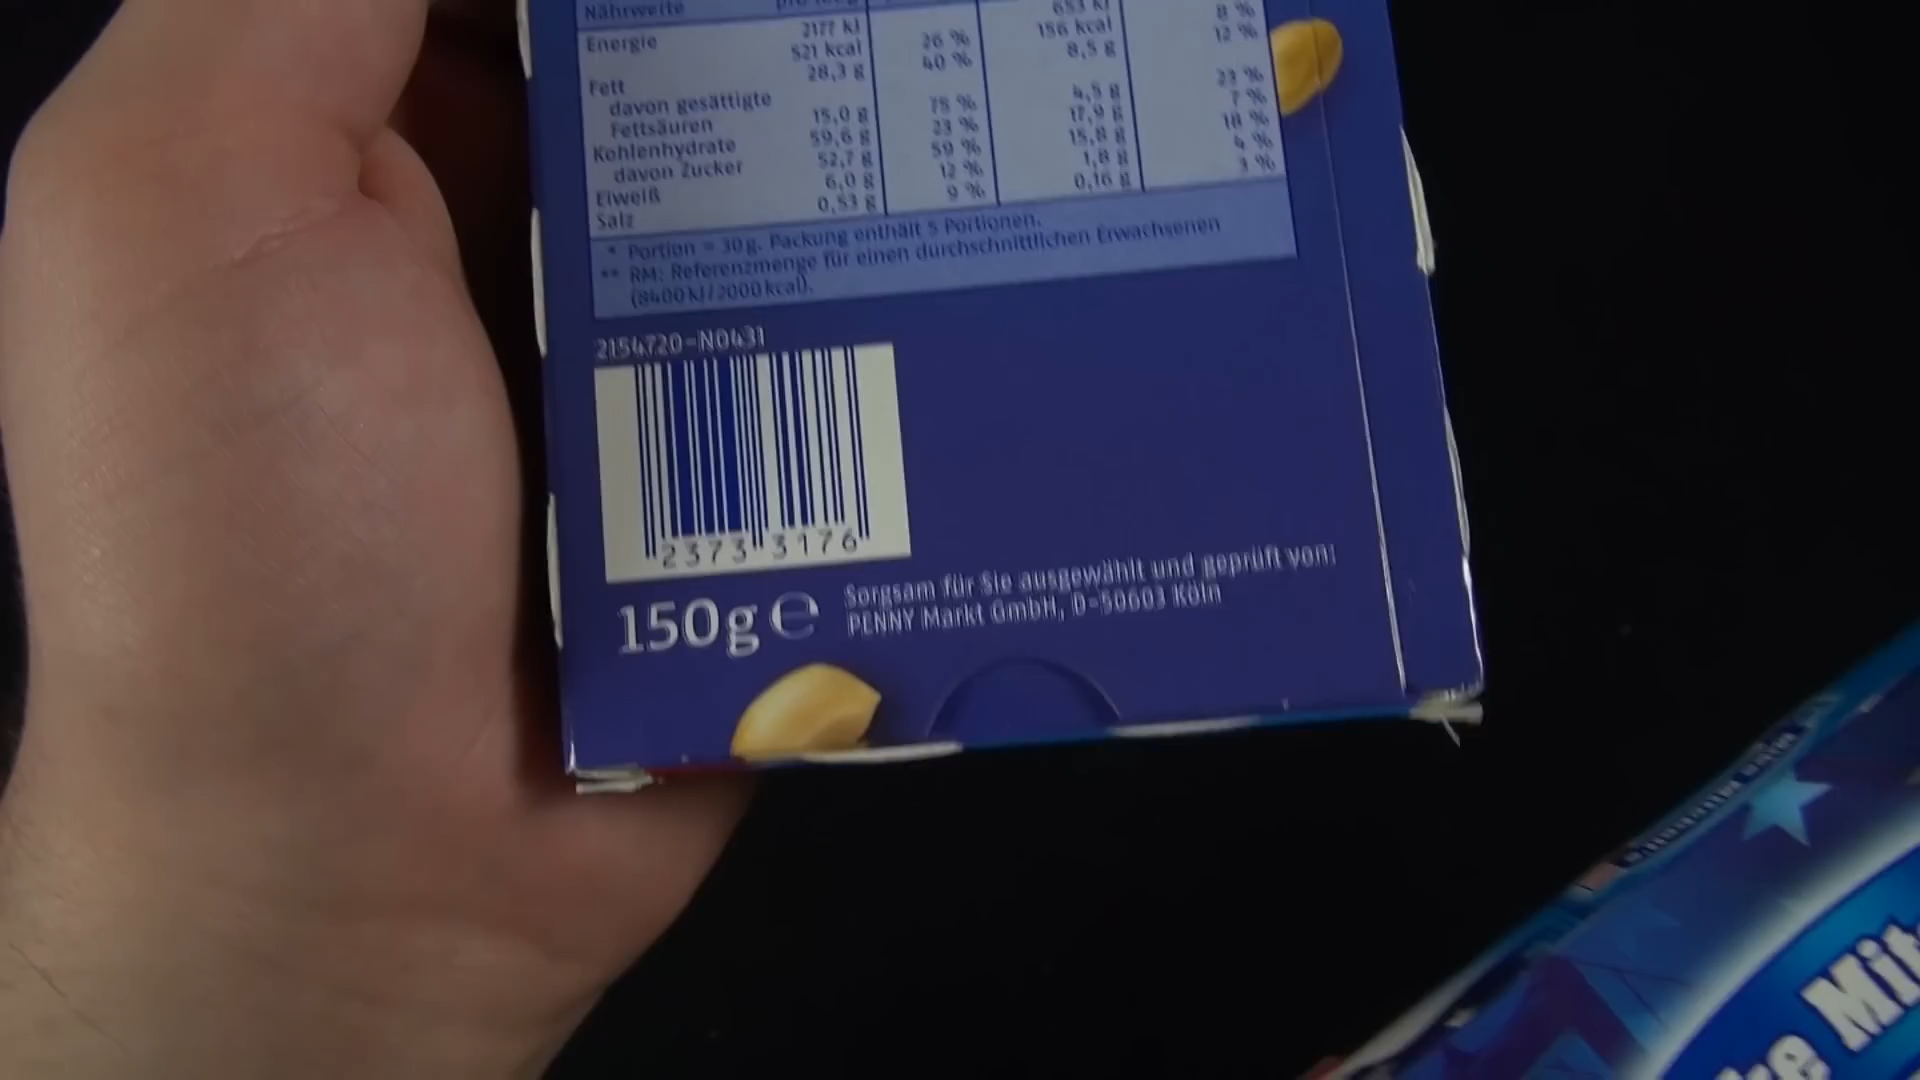 Nährwerte
653 kJ 8 %
Energie 2177 kJ 26 % 156 kcal 12 %
521 kcal 40 % 8,5 g
Fett 28,3 g
davon gesättigte 75 % 4,5 g 23 %
Fettsäuren 15,0 g 23 % 17,9 g 7 %
Kohlenhydrate 59,6 g 59 % 15,8 g 18 %
davon Zucker 52,7 g 12 % 1,8 g 4 %
Eiweiß 6,0 g 9 % 0,16 g 3 %
Salz 0,53 g
* Portion = 30 g. Packung enthält 5 Portionen.
** RM: Referenzmenge für einen durchschnittlichen Erwachsenen
(8400 kJ/2000 kcal).
2154720-N0431
2373 3176
150g e
Sorgsam für Sie ausgewählt und geprüft von:
PENNY Markt GmbH, D-50603 Köln